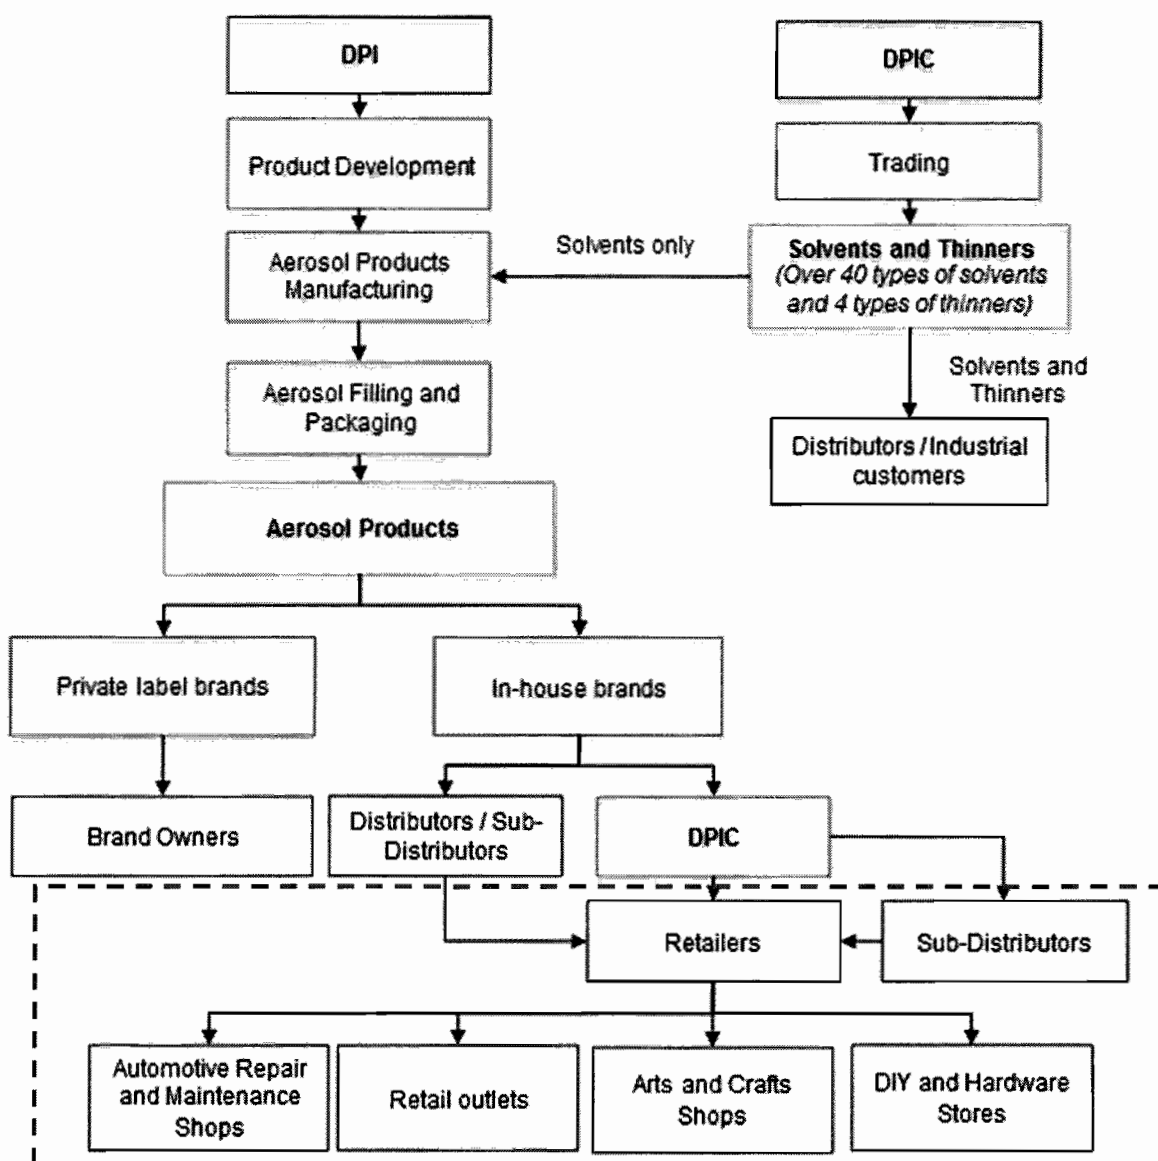 DPI
DPIC
Product Development
Trading
Aerosol Products
Manufacturing
Solvents only
Solvents and Thinners
(Over 40 types of solvents
and 4 types of thinners)
Aerosol Filling and
Packaging
Solvents and
Thinners
Distributors / Industrial
customers
Aerosol Products
Private label brands
In-house brands
Brand Owners
Distributors / Sub-
Distributors
DPIC
Retailers
Sub-Distributors
Automotive Repair
and Maintenance
Shops
Retail outlets
Arts and Crafts
Shops
DIY and Hardware
Stores